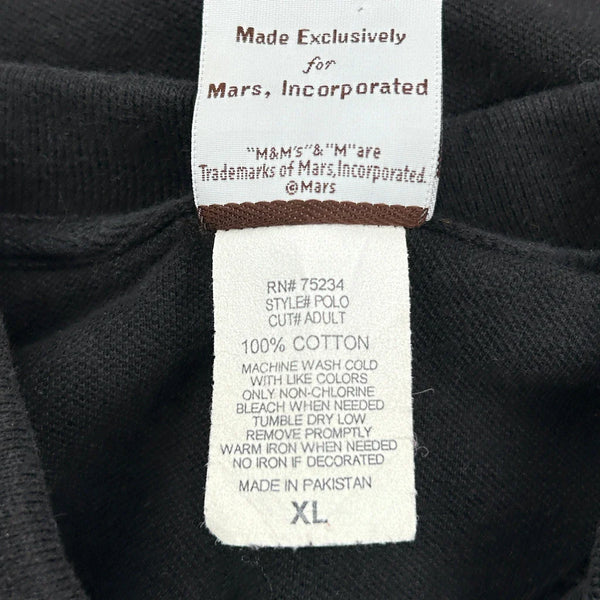 Made Exclusively
for
Mars, Incorporated
"M&M's"&"M"are
Trademarks of Mars,Incorporated.
©Mars
RN# 75234
STYLE# POLO
CUT# ADULT
100% COTTON
MACHINE WASH COLD
WITH LIKE COLORS
ONLY NON-CHLORINE
BLEACH WHEN NEEDED
TUMBLE DRY LOW
REMOVE PROMPTLY
WARM IRON WHEN NEEDED
NO IRON IF DECORATED
MADE IN PAKISTAN
XL